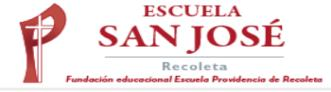 ESCUELA
SAN JOSÉ
Recoleta
Fundación educacional Escuela Providencia de Recoleta